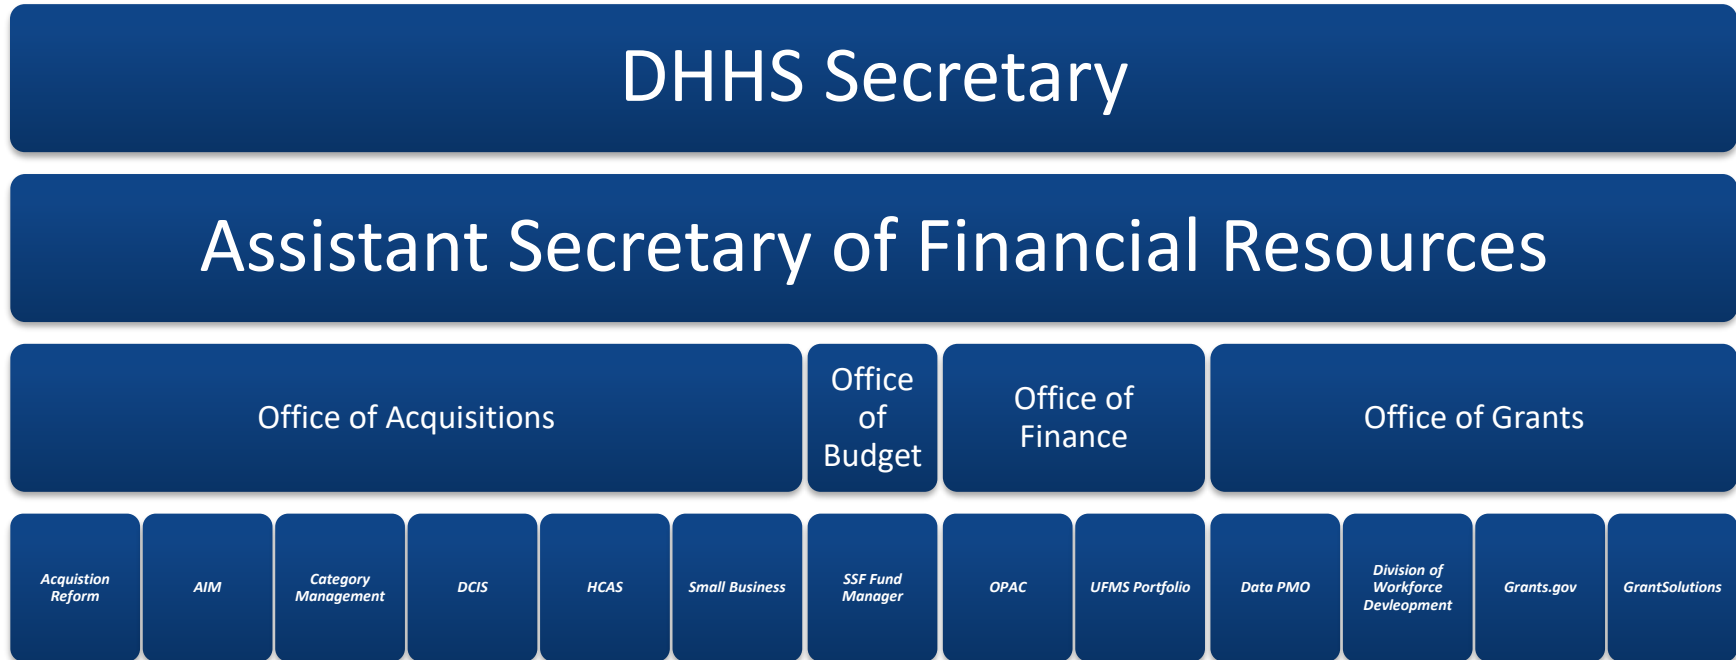 DHHS Secretary
Assistant Secretary of Financial Resources
Office of Acquisitions
Office
of
Budget
Office of
Finance
Office of Grants
Acquistion
Reform
AIM
Category
Management
DCIS
HCAS
Small Business
SSF Fund
Manager
OPAC
UFMS Portfolio
Data PMO
Division of
Workforce
Devleopment
Grants.gov
GrantSolutions